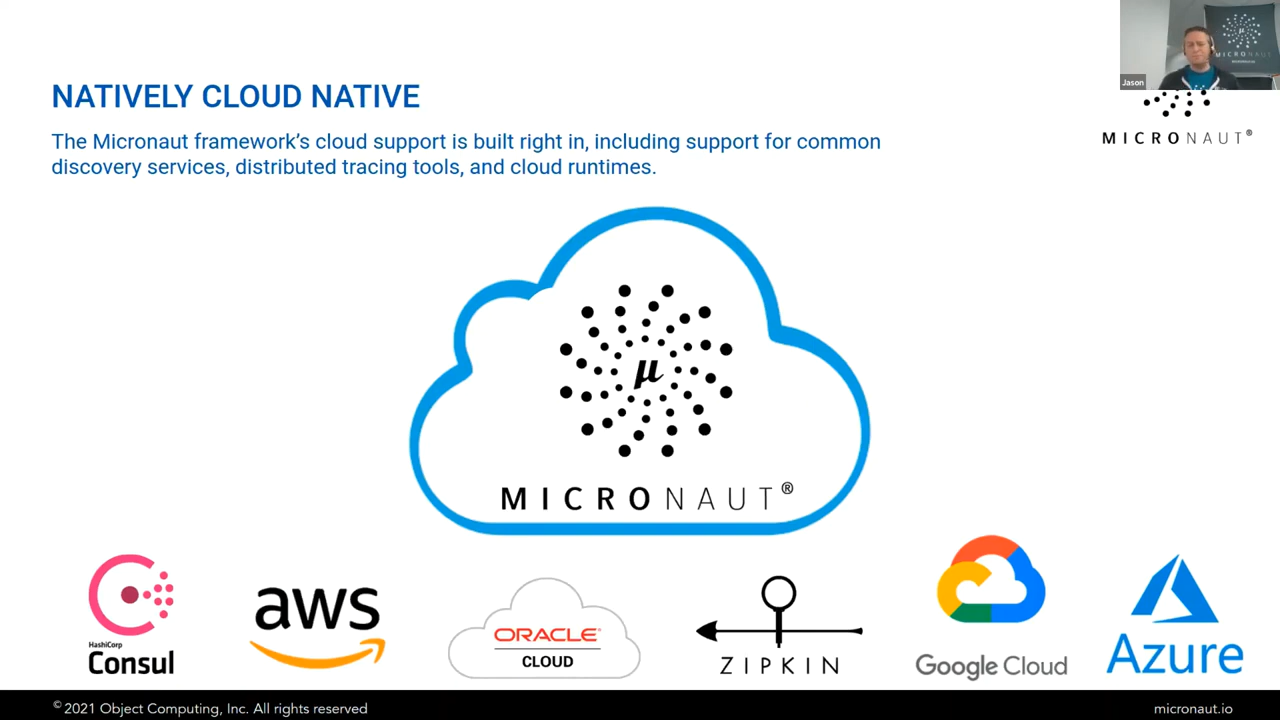 NATIVELY CLOUD NATIVE
The Micronaut framework's cloud support is built right in, including support for common
discovery services, distributed tracing tools, and cloud runtimes.
Jason
μ
MICRONAUT
MICRONAUT®
μ
MICRONAUT®
HashiCorp
Consul
aws
ORACLE®
CLOUD
ZIPKIN
Google Cloud
Azure
© 2021 Object Computing, Inc. All rights reserved
micronaut.io